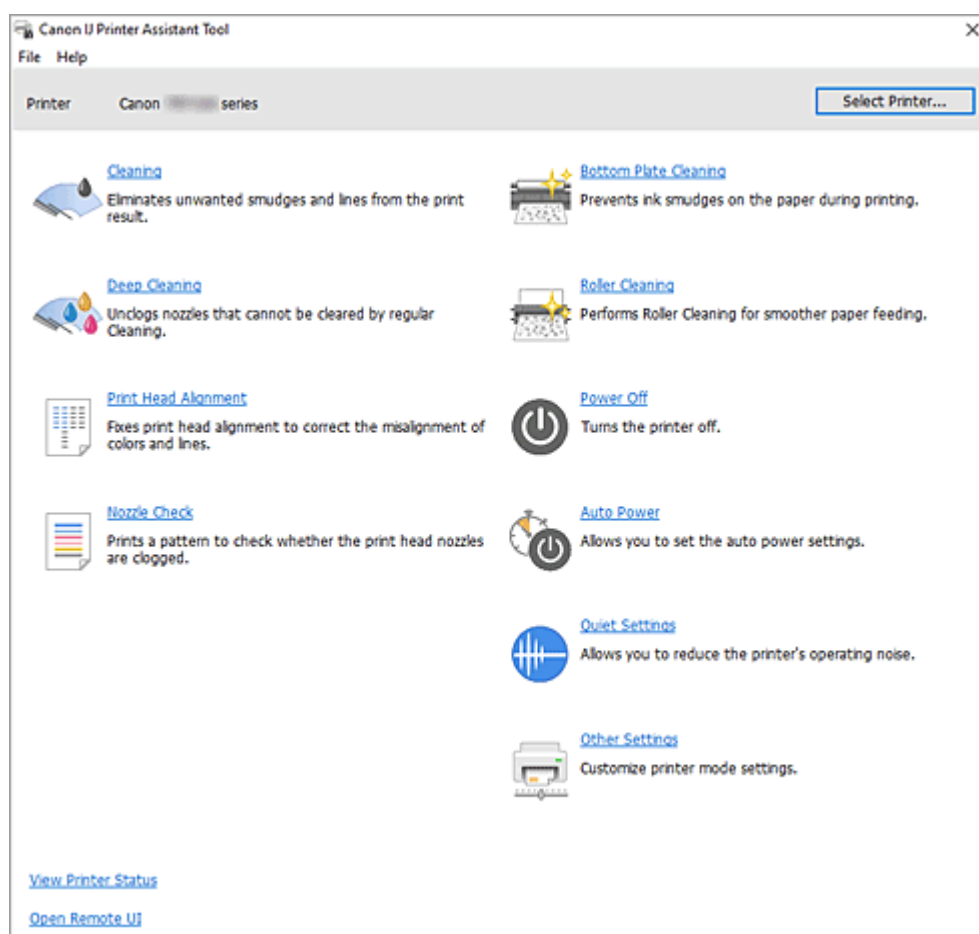 Canon IJ Printer Assistant Tool
File Help
Printer Canon series
Select Printer...
Cleaning
Eliminates unwanted smudges and lines from the print
result.
Deep Cleaning
Unclogs nozzles that cannot be cleared by regular
Cleaning.
Print Head Alignment
Fixes print head alignment to correct the misalignment of
colors and lines.
Nozzle Check
Prints a pattern to check whether the print head nozzles
are clogged.
Bottom Plate Cleaning
Prevents ink smudges on the paper during printing.
Roller Cleaning
Performs Roller Cleaning for smoother paper feeding.
Power Off
Turns the printer off.
Auto Power
Allows you to set the auto power settings.
Quiet Settings
Allows you to reduce the printer's operating noise.
Other Settings
Customize printer mode settings.
View Printer Status
Open Remote UI